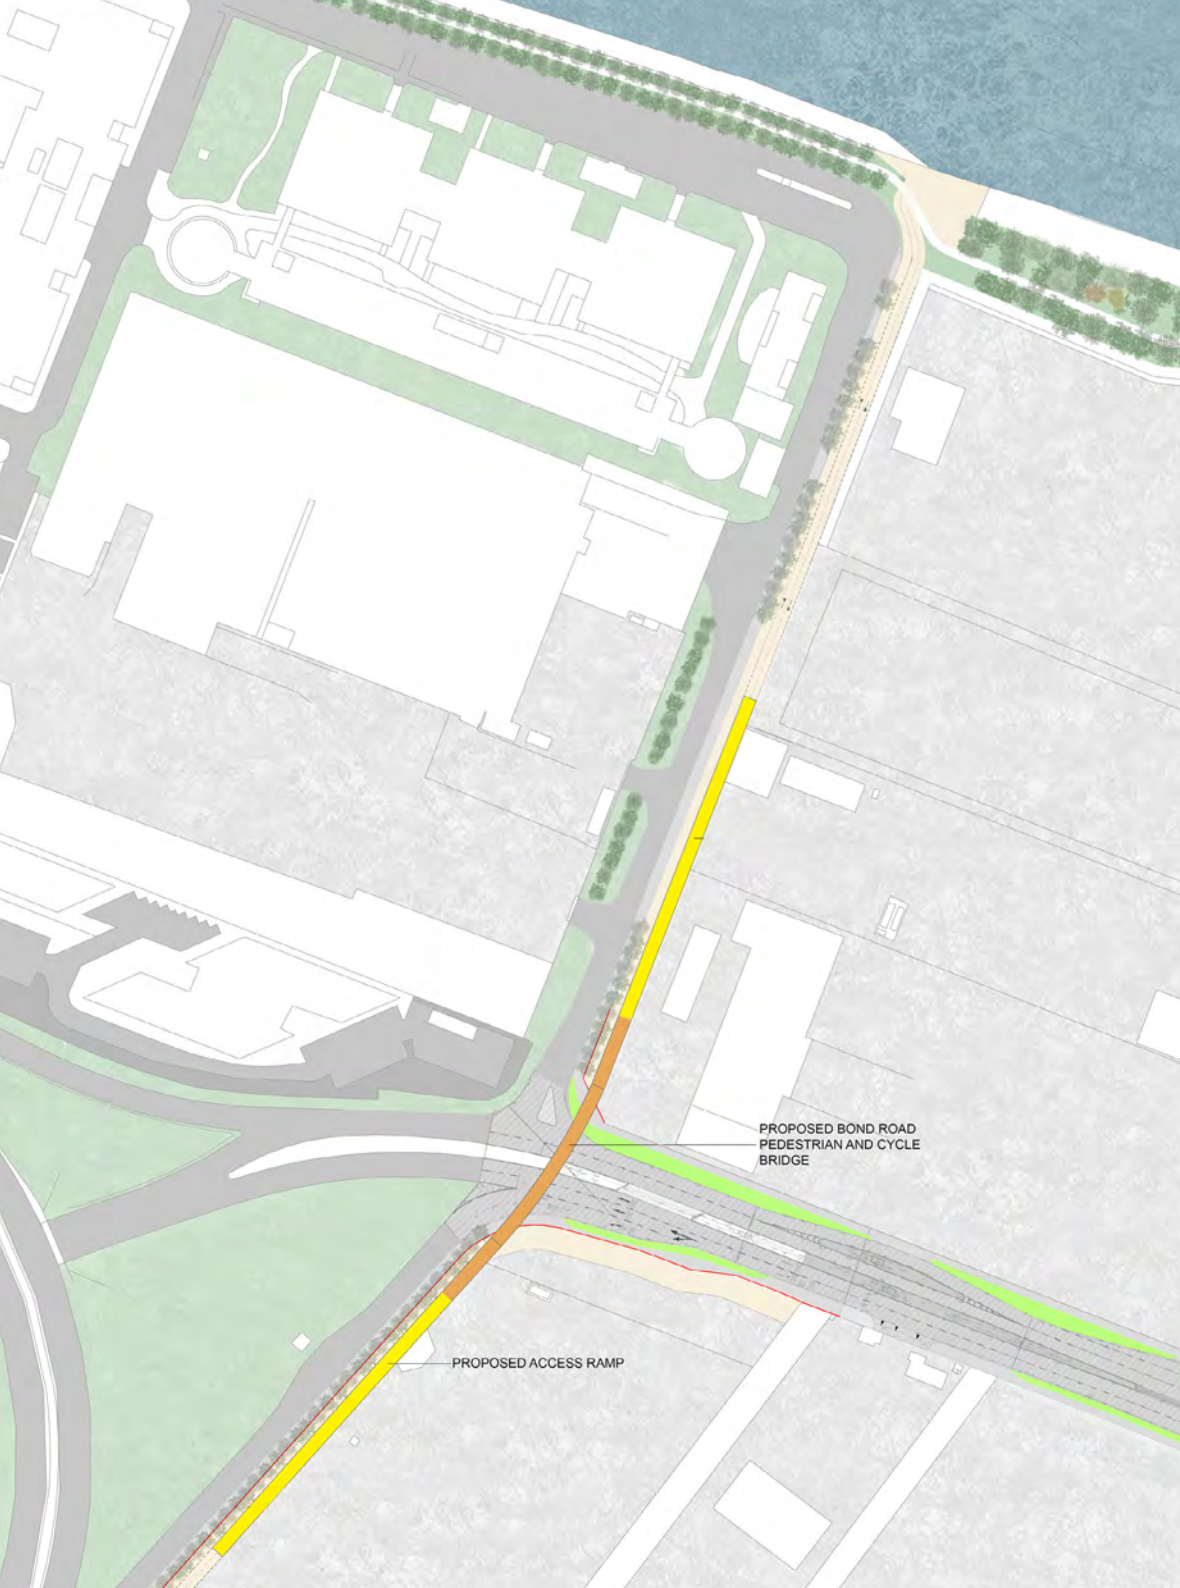 PROPOSED BOND ROAD
PEDESTRIAN AND CYCLE
BRIDGE
PROPOSED ACCESS RAMP